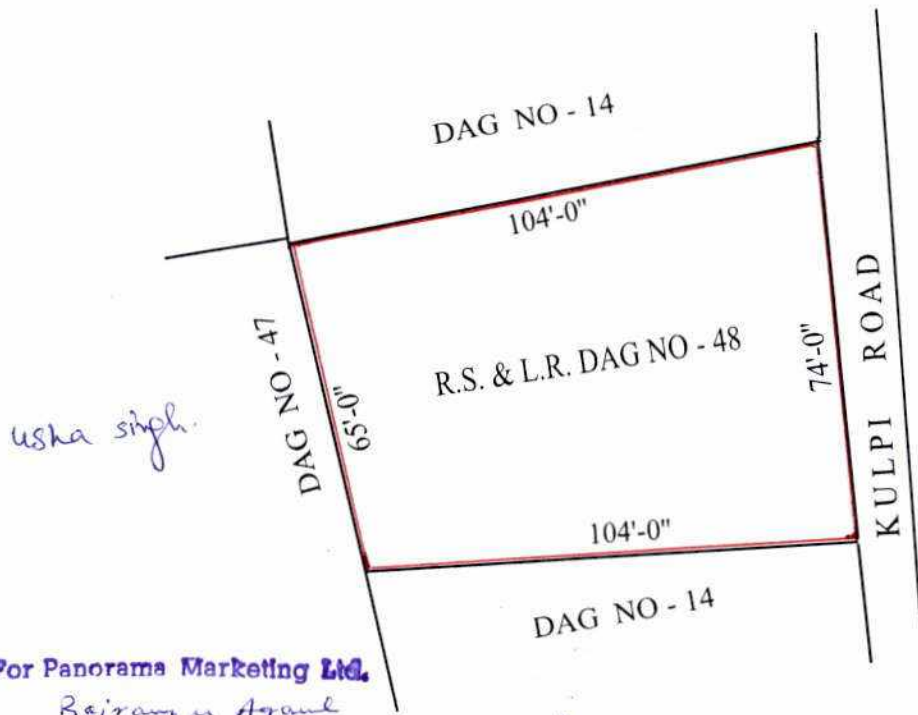 DAG NO - 14
104'-0"
DAG NO - 47
65'-0"
R.S. & L.R. DAG NO - 48
74'-0"
KULPI ROAD
usha singh.
104'-0"
DAG NO - 14
For Panorama Marketing Ltd.